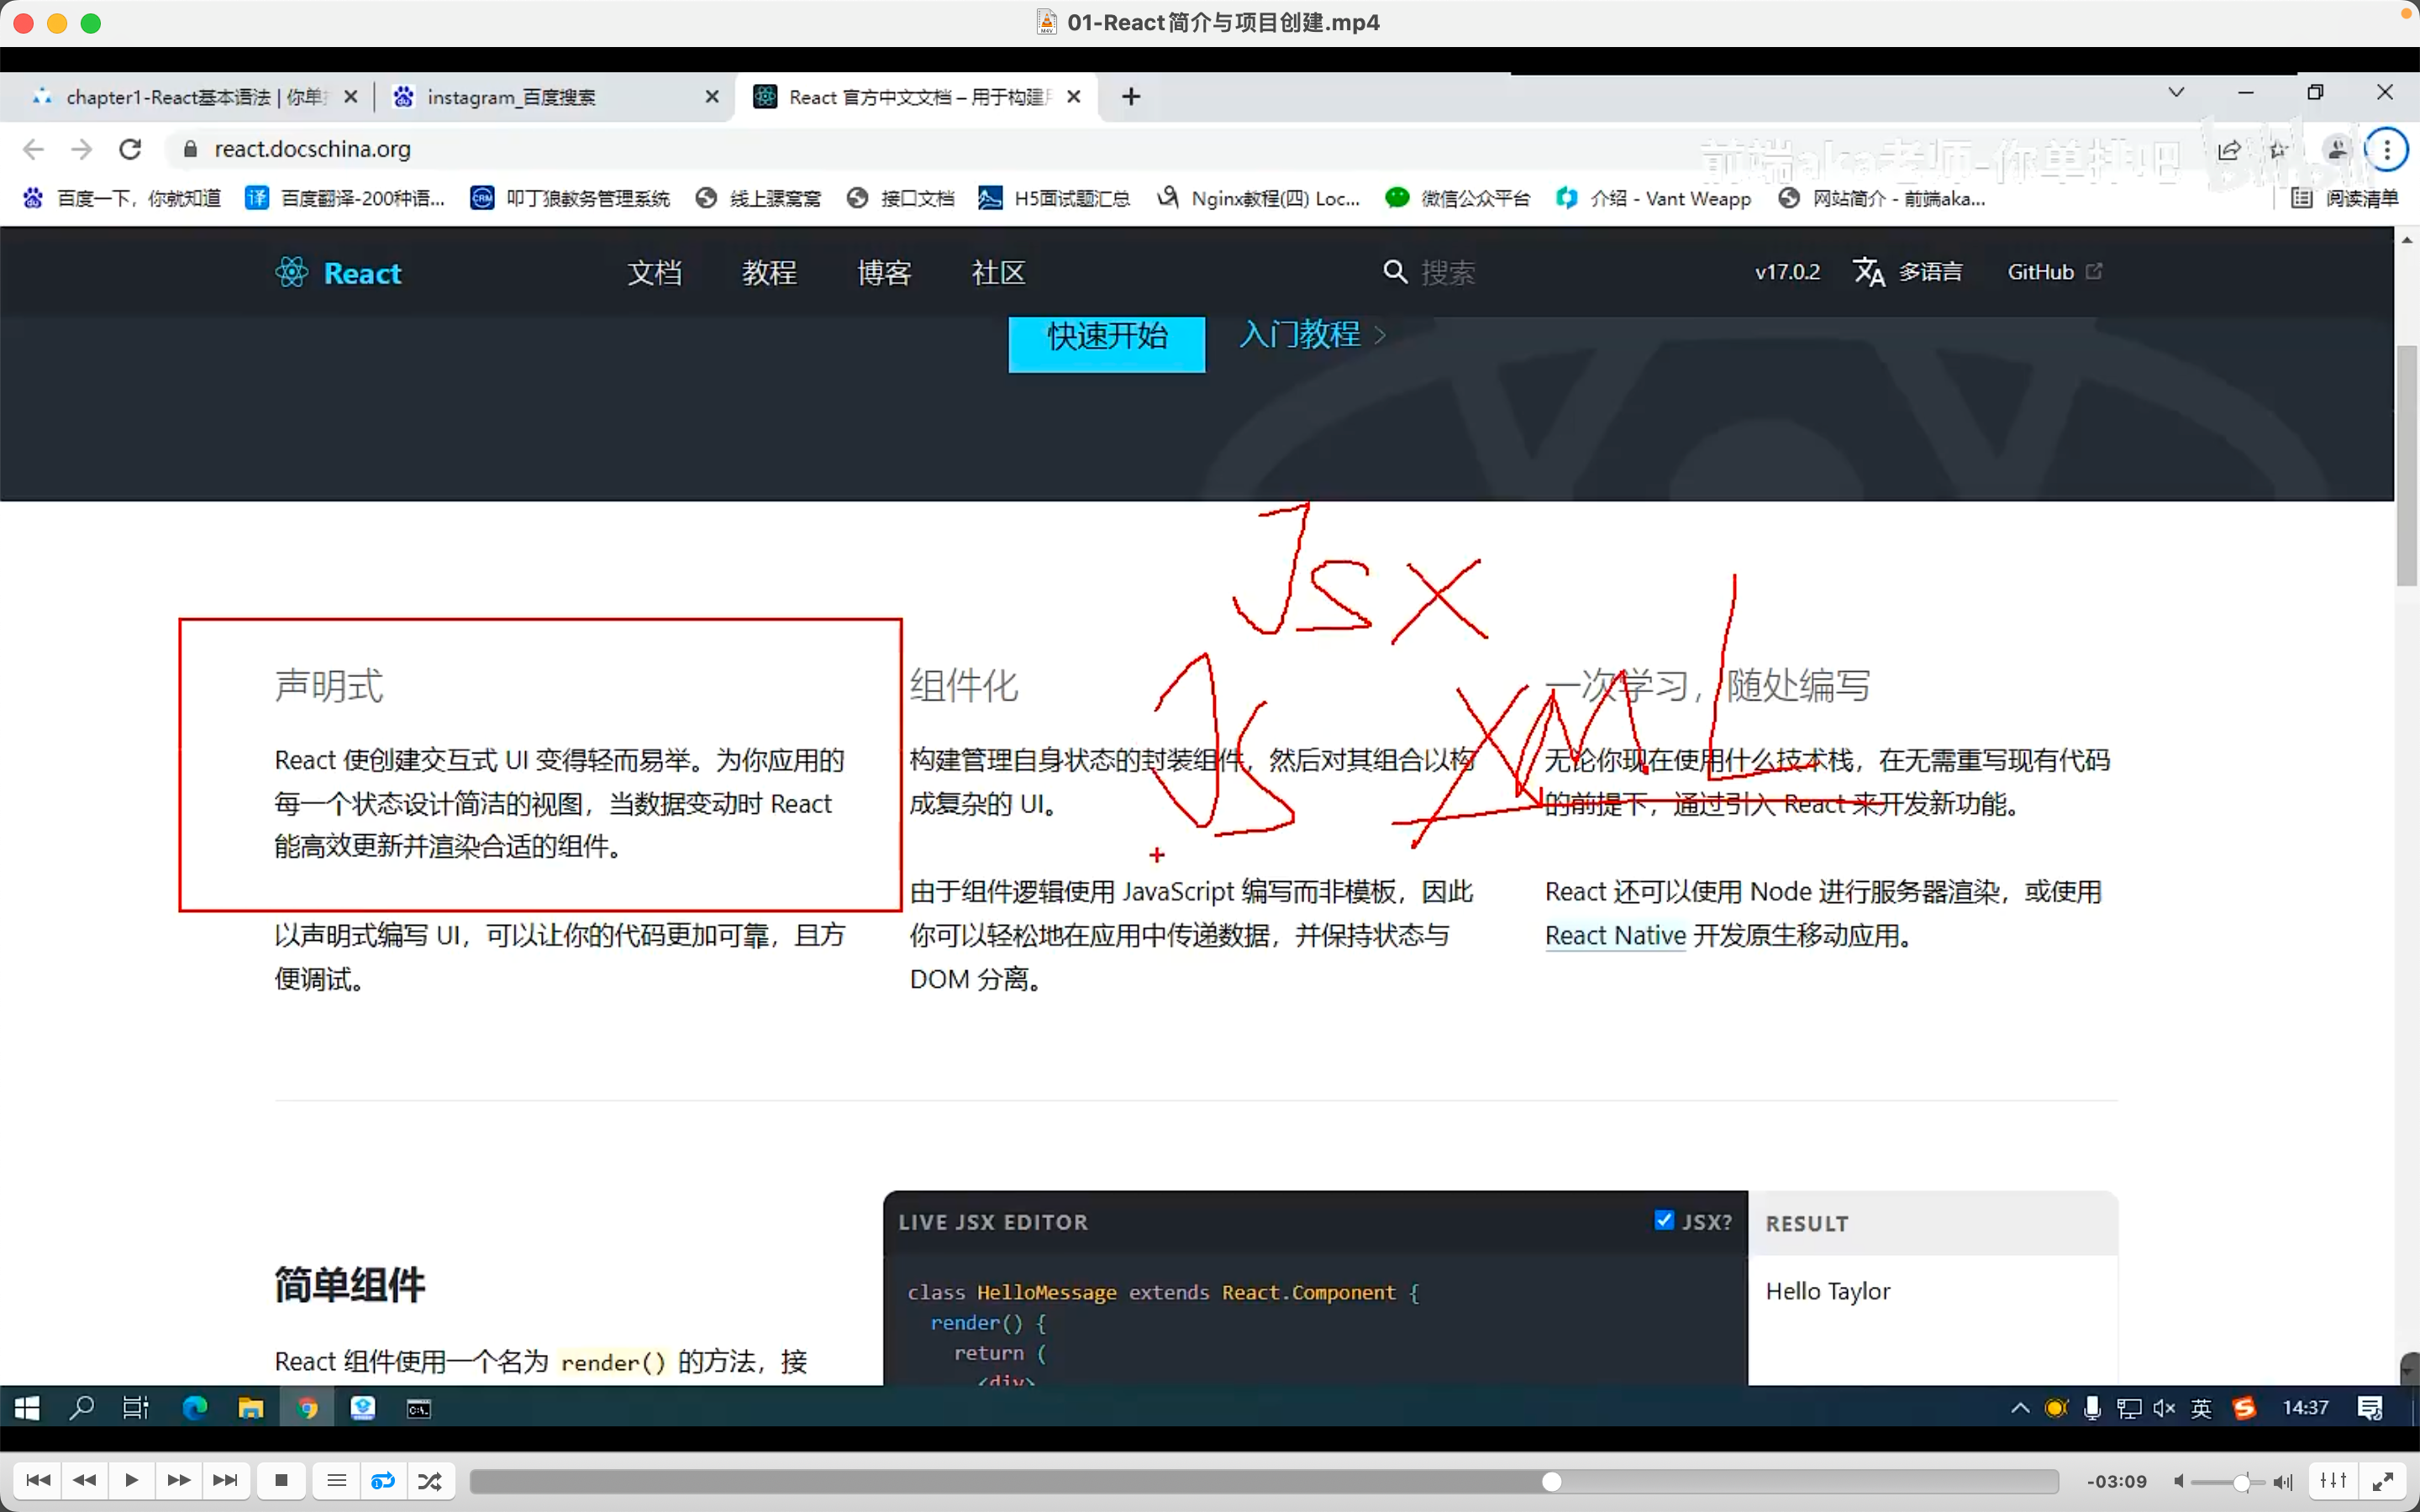 01-React简介与项目创建.mp4
chapter1-React基本语法 | 你单
instagram_百度搜索
React 官方中文文档 – 用于构建
react.docschina.org
前端aka老师-你单排吧
bilibili
百度一下，你就知道
译 百度翻译-200种语...
CRM 叩丁狼教务管理系统
线上骡窝窝
接口文档
H5面试题汇总
Nginx教程(四) Loc...
微信公众平台
介绍 - Vant Weapp
网站简介 - 前端aka...
阅读清单
React
文档
教程
博客
社区
搜索
v17.0.2
多语言
GitHub
快速开始
入门教程
Jsx
Js XML
声明式
React 使创建交互式 UI 变得轻而易举。为你应用的
每一个状态设计简洁的视图，当数据变动时 React
能高效更新并渲染合适的组件。
以声明式编写 UI，可以让你的代码更加可靠，且方
便调试。
组件化
构建管理自身状态的封装组件，然后对其组合以构
成复杂的 UI。
由于组件逻辑使用 JavaScript 编写而非模板，因此
你可以轻松地在应用中传递数据，并保持状态与
DOM 分离。
一次学习，随处编写
无论你现在使用什么技术栈，在无需重写现有代码
的前提下，通过引入 React 来开发新功能。
React 还可以使用 Node 进行服务器渲染，或使用
React Native 开发原生移动应用。
简单组件
React 组件使用一个名为 render() 的方法，接
LIVE JSX EDITOR
JSX?
class HelloMessage extends React.Component {
render() {
return (
<div>
RESULT
Hello Taylor
英
14:37
-03:09